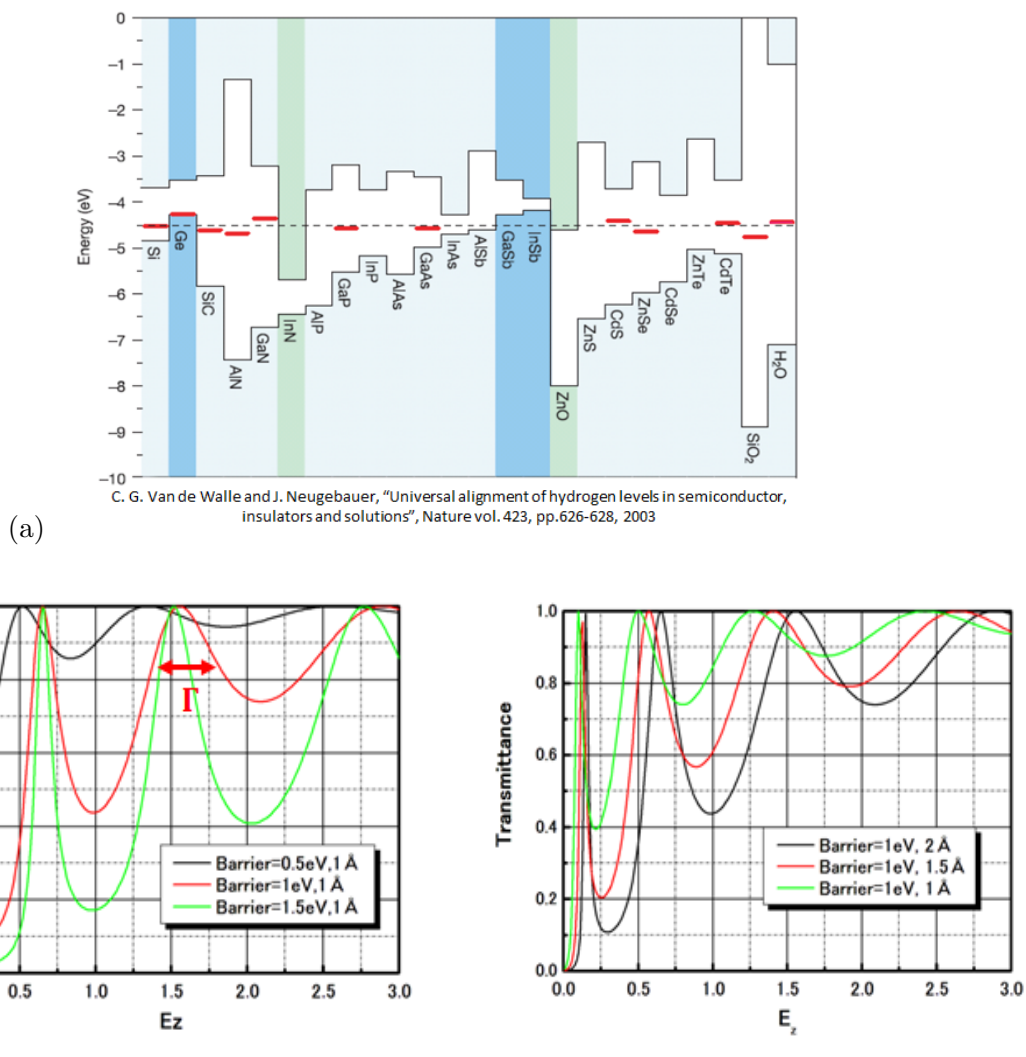 0
−1
−2
−3
−4
−5
−6
−7
−8
−9
−10
Energy (eV)
Si
Ge
SiC
AlN
GaN
InN
AlP
GaP
InP
AlAs
GaAs
InAs
AlSb
GaSb
InSb
ZnO
ZnS
CdS
ZnSe
CdSe
ZnTe
CdTe
SiO₂
H₂O
C. G. Van de Walle and J. Neugebauer, “Universal alignment of hydrogen levels in semiconductor,
insulators and solutions”, Nature vol. 423, pp.626-628, 2003
(a)
Γ
Barrier=0.5eV,1 Å
Barrier=1eV,1 Å
Barrier=1.5eV,1 Å
0.5 1.0 1.5 2.0 2.5 3.0
Ez
Transmittance
1.0
0.8
0.6
0.4
0.2
0.0
Barrier=1eV, 2 Å
Barrier=1eV, 1.5 Å
Barrier=1eV, 1 Å
0.0 0.5 1.0 1.5 2.0 2.5 3.0
E_z